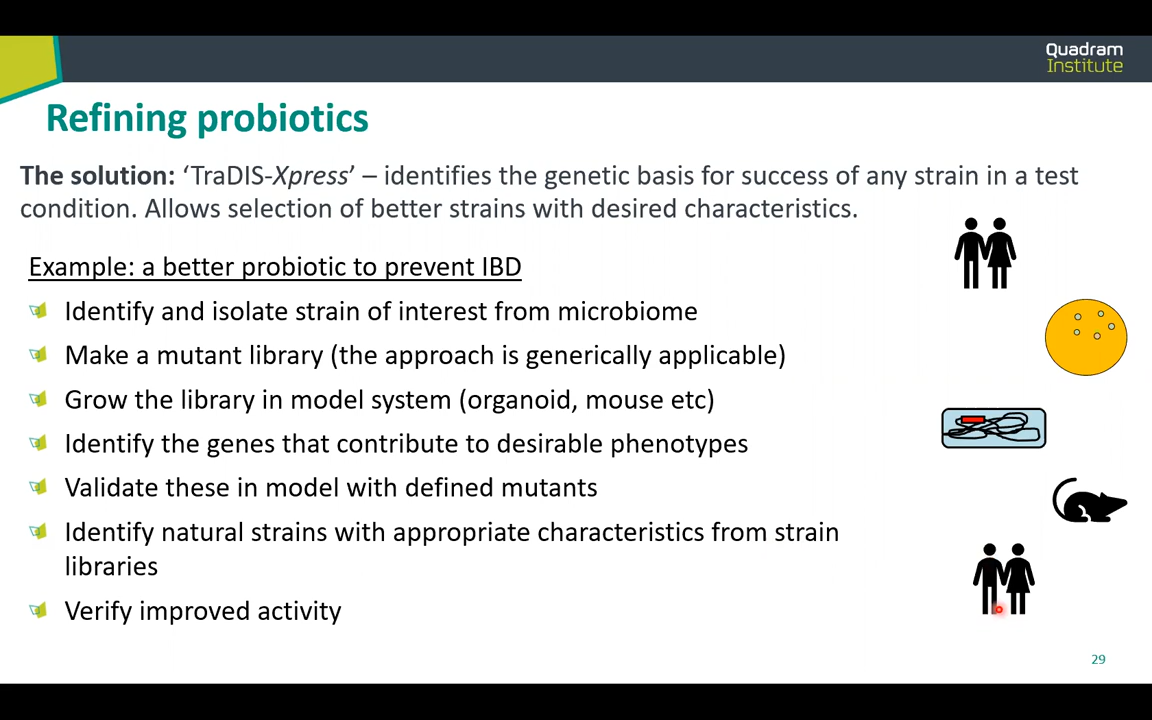 Quadram
Institute
Refining probiotics
The solution: ‘TraDIS-Xpress’ – identifies the genetic basis for success of any strain in a test
condition. Allows selection of better strains with desired characteristics.
Example: a better probiotic to prevent IBD
Identify and isolate strain of interest from microbiome
Make a mutant library (the approach is generically applicable)
Grow the library in model system (organoid, mouse etc)
Identify the genes that contribute to desirable phenotypes
Validate these in model with defined mutants
Identify natural strains with appropriate characteristics from strain
libraries
Verify improved activity
29